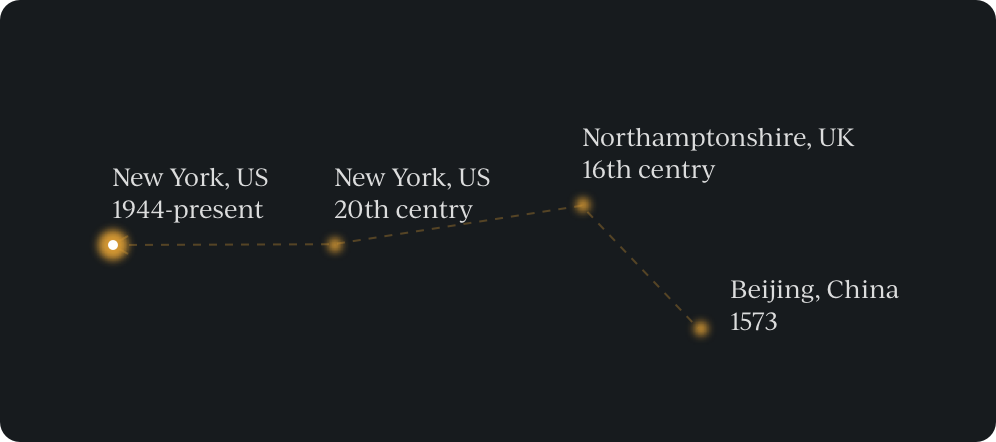 Northamptonshire, UK
16th centry
New York, US
1944-present
New York, US
20th centry
Beijing, China
1573